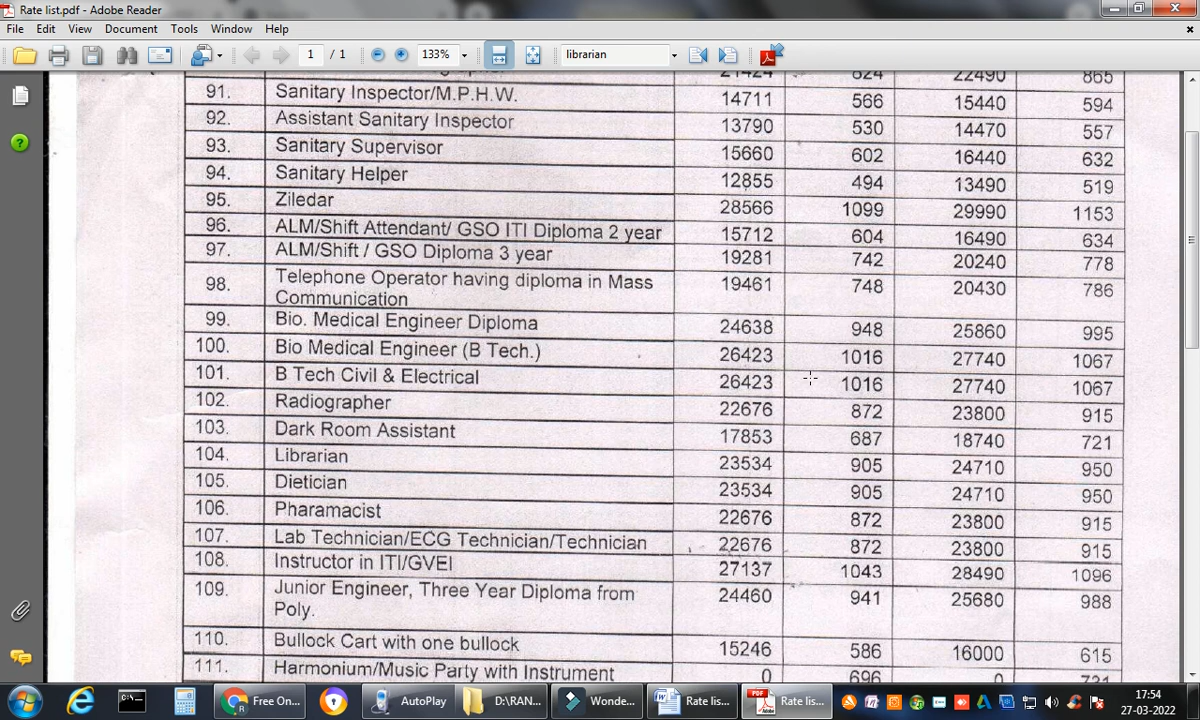 Rate list.pdf - Adobe Reader
File Edit View Document Tools Window Help
1 / 1 133% librarian
21424 624 22490 865
91. Sanitary Inspector/M.P.H.W. 14711 566 15440 594
92. Assistant Sanitary Inspector 13790 530 14470 557
93. Sanitary Supervisor 15660 602 16440 632
94. Sanitary Helper 12855 494 13490 519
95. Ziledar 28566 1099 29990 1153
96. ALM/Shift Attendant/ GSO ITI Diploma 2 year 15712 604 16490 634
97. ALM/Shift / GSO Diploma 3 year 19281 742 20240 778
98. Telephone Operator having diploma in Mass 19461 748 20430 786
Communication
99. Bio. Medical Engineer Diploma 24638 948 25860 995
100. Bio Medical Engineer (B Tech.) 26423 1016 27740 1067
101. B Tech Civil & Electrical 26423 1016 27740 1067
102. Radiographer 22676 872 23800 915
103. Dark Room Assistant 17853 687 18740 721
104. Librarian 23534 905 24710 950
105. Dietician 23534 905 24710 950
106. Pharamacist 22676 872 23800 915
107. Lab Technician/ECG Technician/Technician 22676 872 23800 915
108. Instructor in ITI/GVEI 27137 1043 28490 1096
109. Junior Engineer, Three Year Diploma from 24460 941 25680 988
Poly.
110. Bullock Cart with one bullock 15246 586 16000 615
111. Harmonium/Music Party with Instrument 0 696 0 731
Free On... AutoPlay D:\RAN... Wonde... Rate lis... Rate lis... 17:54
27-03-2022